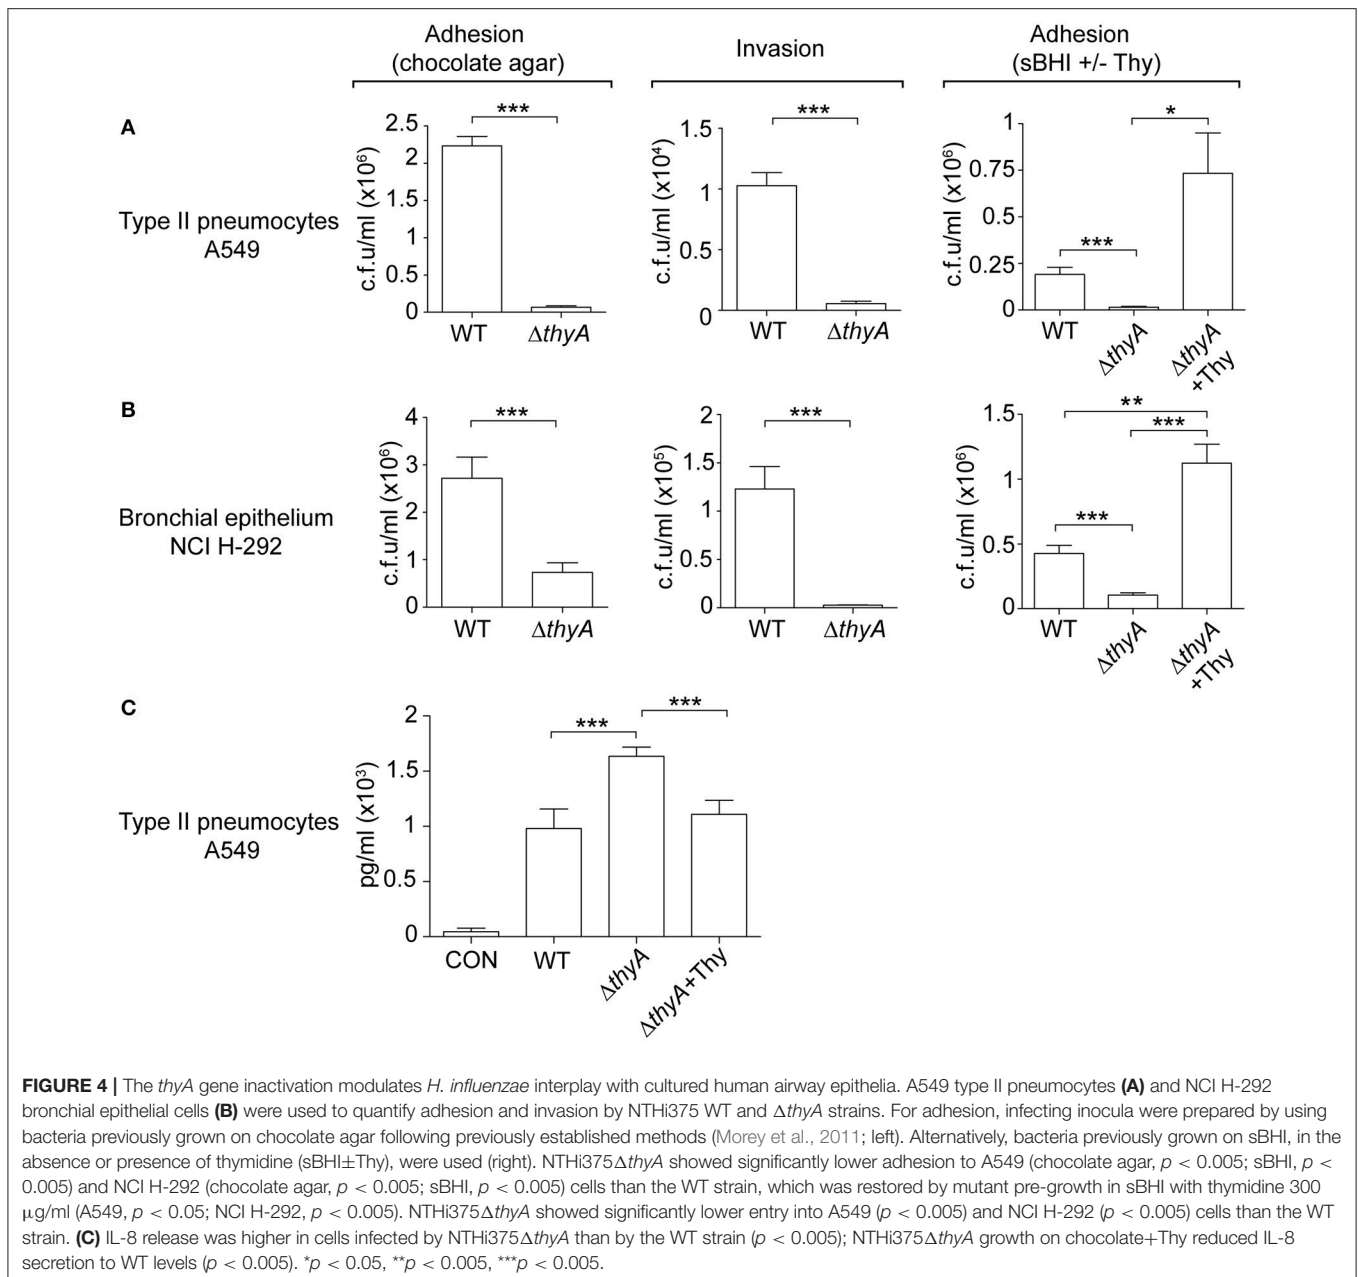 Adhesion
(chocolate agar)
Invasion
Adhesion
(sBHI +/- Thy)
A
Type II pneumocytes
A549
c.f.u/ml (x10⁶)
2.5
2
1.5
1
0.5
0
***
WT
ΔthyA
c.f.u/ml (x10⁴)
1.5
1
0.5
0
***
WT
ΔthyA
c.f.u/ml (x10⁶)
1
0.75
0.5
0.25
0
***
*
WT
ΔthyA
ΔthyA
+Thy
B
Bronchial epithelium
NCI H-292
c.f.u/ml (x10⁶)
4
3
2
1
0
***
WT
ΔthyA
c.f.u/ml (x10⁵)
2
1.5
1
0.5
0
***
WT
ΔthyA
c.f.u/ml (x10⁶)
1.5
1
0.5
0
**
***
***
WT
ΔthyA
ΔthyA
+Thy
C
Type II pneumocytes
A549
pg/ml (x10³)
2
1.5
1
0.5
0
***
***
CON
WT
ΔthyA
ΔthyA+Thy
FIGURE 4 | The thyA gene inactivation modulates H. influenzae interplay with cultured human airway epithelia. A549 type II pneumocytes (A) and NCI H-292
bronchial epithelial cells (B) were used to quantify adhesion and invasion by NTHi375 WT and ΔthyA strains. For adhesion, infecting inocula were prepared by using
bacteria previously grown on chocolate agar following previously established methods (Morey et al., 2011; left). Alternatively, bacteria previously grown on sBHI, in the
absence or presence of thymidine (sBHI±Thy), were used (right). NTHi375ΔthyA showed significantly lower adhesion to A549 (chocolate agar, p < 0.005; sBHI, p <
0.005) and NCI H-292 (chocolate agar, p < 0.005; sBHI, p < 0.005) cells than the WT strain, which was restored by mutant pre-growth in sBHI with thymidine 300
μg/ml (A549, p < 0.05; NCI H-292, p < 0.005). NTHi375ΔthyA showed significantly lower entry into A549 (p < 0.005) and NCI H-292 (p < 0.005) cells than the WT
strain. (C) IL-8 release was higher in cells infected by NTHi375ΔthyA than by the WT strain (p < 0.005); NTHi375ΔthyA growth on chocolate+Thy reduced IL-8
secretion to WT levels (p < 0.005). *p < 0.05, **p < 0.005, ***p < 0.005.